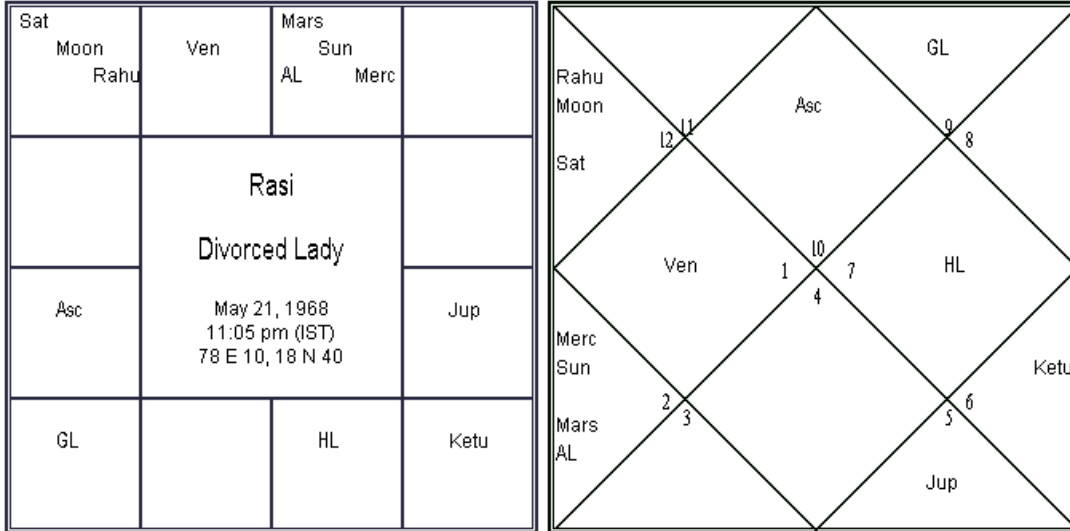 Sat
Moon
Rahu
Ven
Mars
Sun
AL Merc
Rasi
Divorced Lady
May 21, 1968
11:05 pm (IST)
78 E 10, 18 N 40
Asc
Jup
GL
HL
Ketu
GL
Rahu
Moon
Asc
11
9
12
8
Sat
10
Ven
1
7
HL
4
Merc
Sun
Ketu
2
6
3
5
Mars
AL
Jup